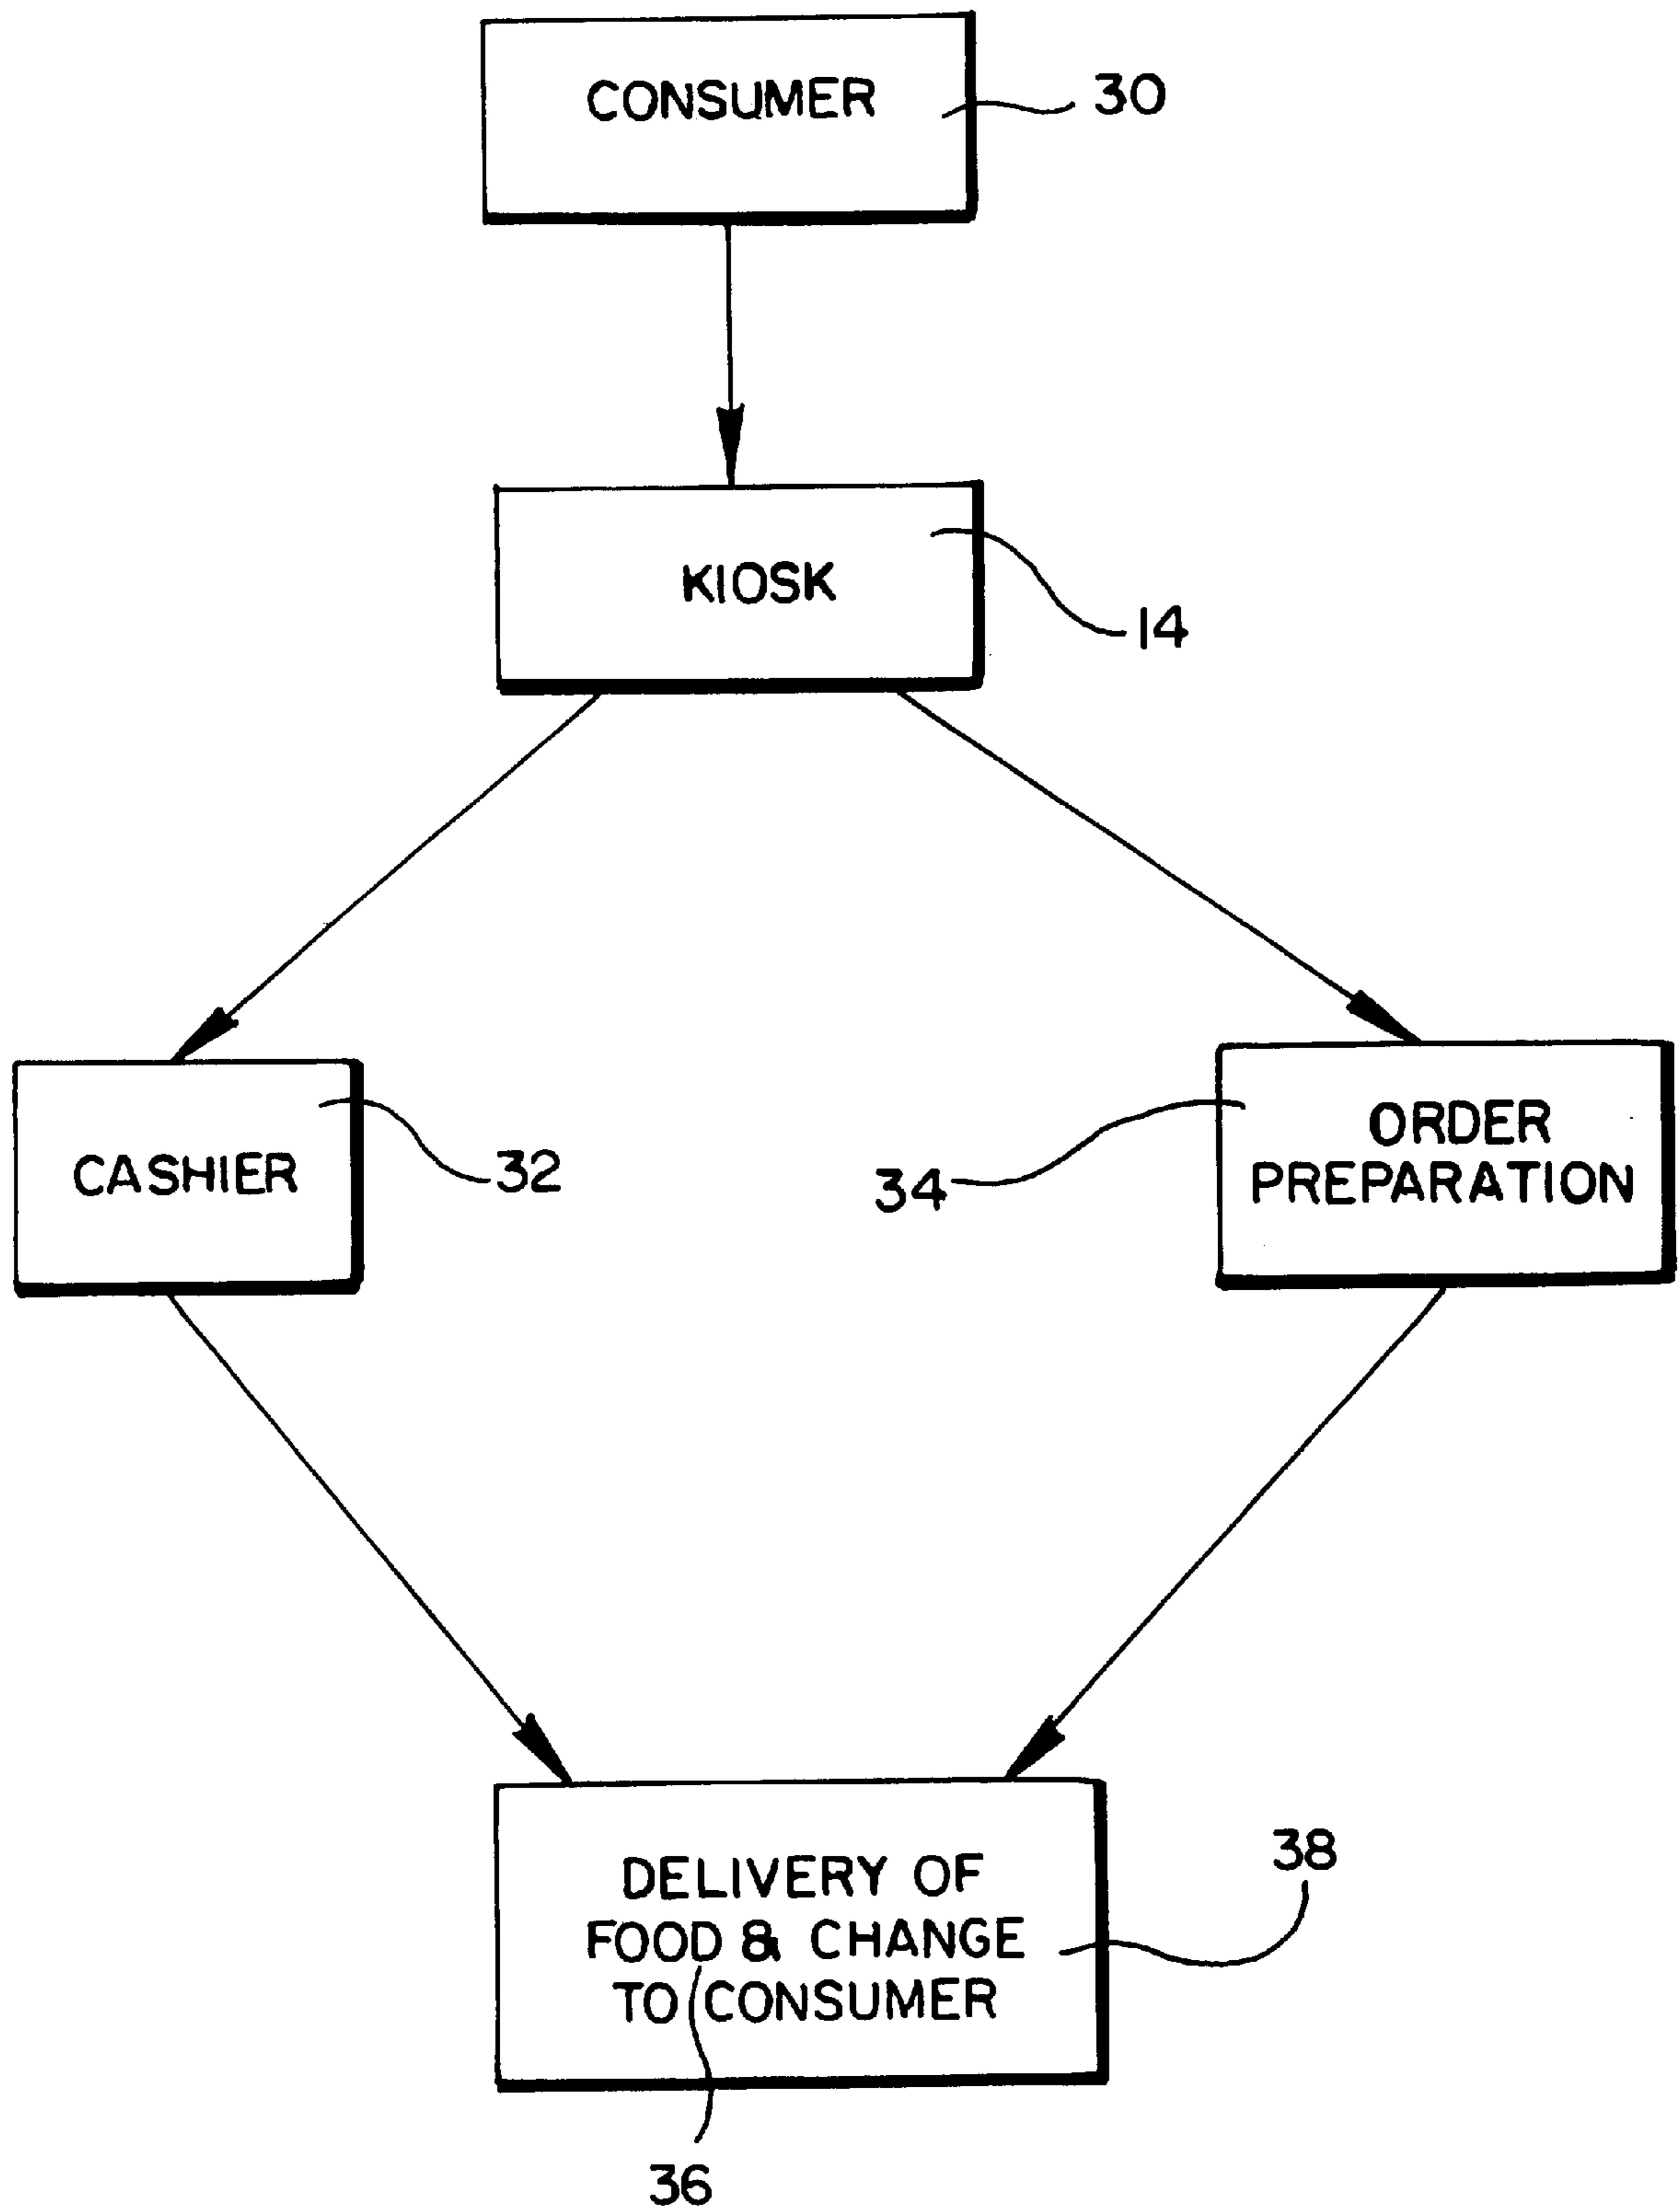 CONSUMER
30
KIOSK
14
CASHIER
32
34
ORDER
PREPARATION
38
DELIVERY OF
FOOD & CHANGE
TO CONSUMER
36